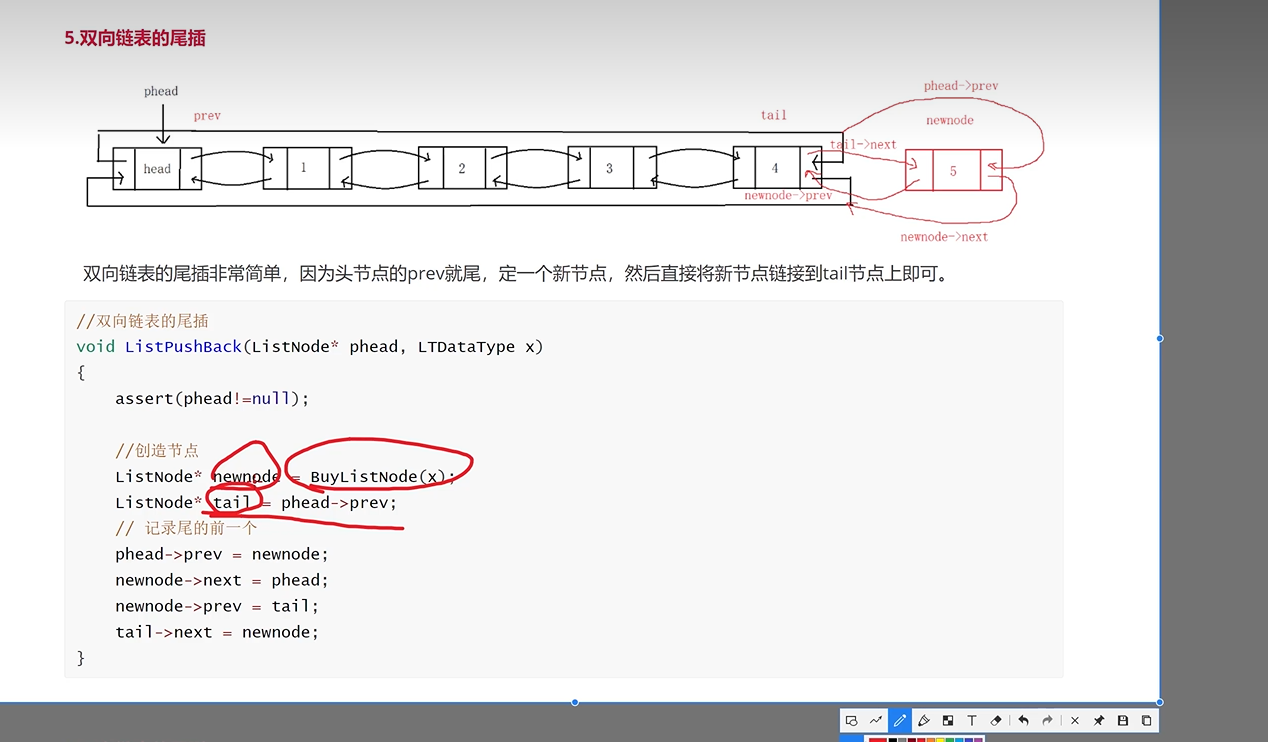 5.双向链表的尾插
phead
phead->prev
prev
tail
newnode
tail->next
head
1
2
3
4
5
newnode->prev
newnode->next
双向链表的尾插非常简单，因为头节点的prev就尾，定一个新节点，然后直接将新节点链接到tail节点上即可。
//双向链表的尾插
void ListPushBack(ListNode* phead, LTDataType x)
{
assert(phead!=null);
//创造节点
ListNode* newnode = BuyListNode(x);
ListNode* tail = phead->prev;
// 记录尾的前一个
phead->prev = newnode;
newnode->next = phead;
newnode->prev = tail;
tail->next = newnode;
}